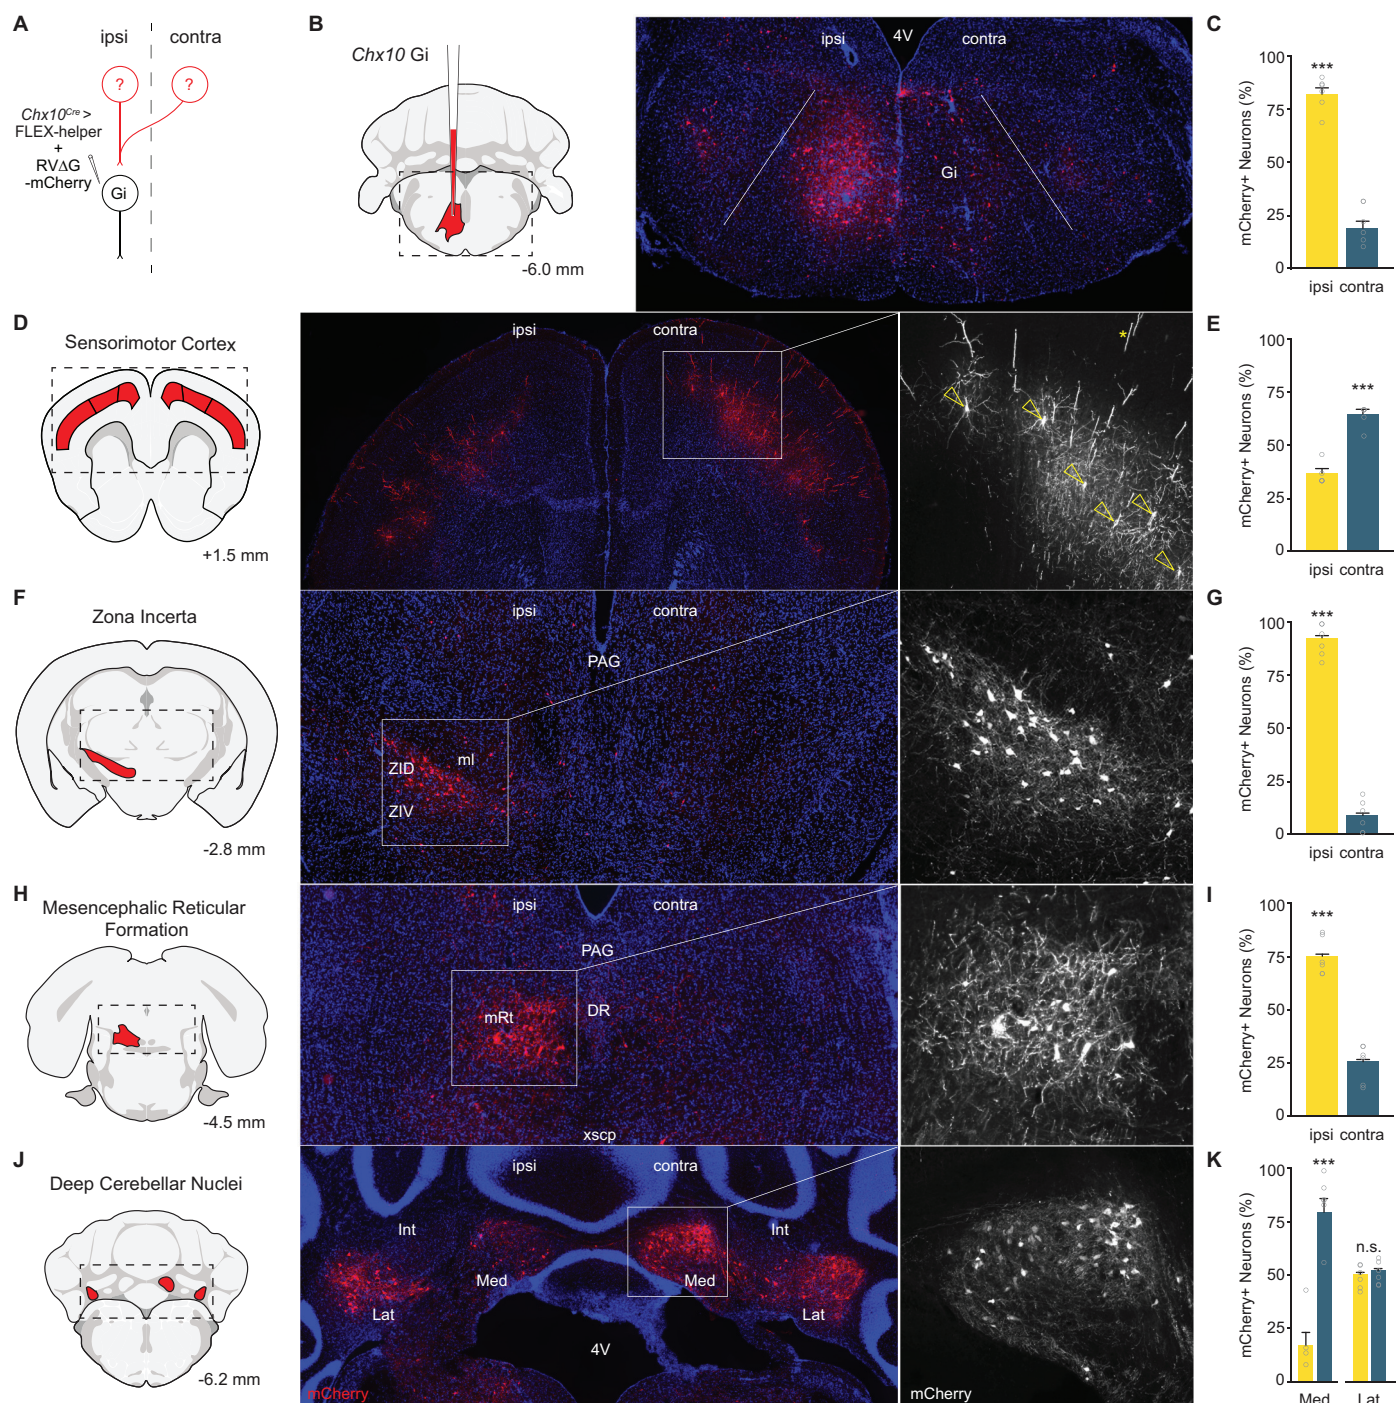 A
ipsi
contra
?
?
Chx10Cre >
FLEX-helper
+
RVΔG
-mCherry
Gi
B
Chx10 Gi
-6.0 mm
ipsi
4V
contra
Gi
C
mCherry+ Neurons (%)
100
75
50
25
0
***
ipsi contra
D
Sensorimotor Cortex
+1.5 mm
ipsi
contra
*
E
mCherry+ Neurons (%)
100
75
50
25
0
***
ipsi contra
F
Zona Incerta
-2.8 mm
ipsi
contra
PAG
ml
ZID
ZIV
G
mCherry+ Neurons (%)
100
75
50
25
0
***
ipsi contra
H
Mesencephalic Reticular
Formation
-4.5 mm
ipsi
contra
PAG
mRt
DR
xscp
I
mCherry+ Neurons (%)
100
75
50
25
0
***
ipsi contra
J
Deep Cerebellar Nuclei
-6.2 mm
ipsi
contra
Int
Int
Med
Med
Lat
Lat
4V
mCherry
mCherry
K
mCherry+ Neurons (%)
100
75
50
25
0
***
n.s.
Med Lat